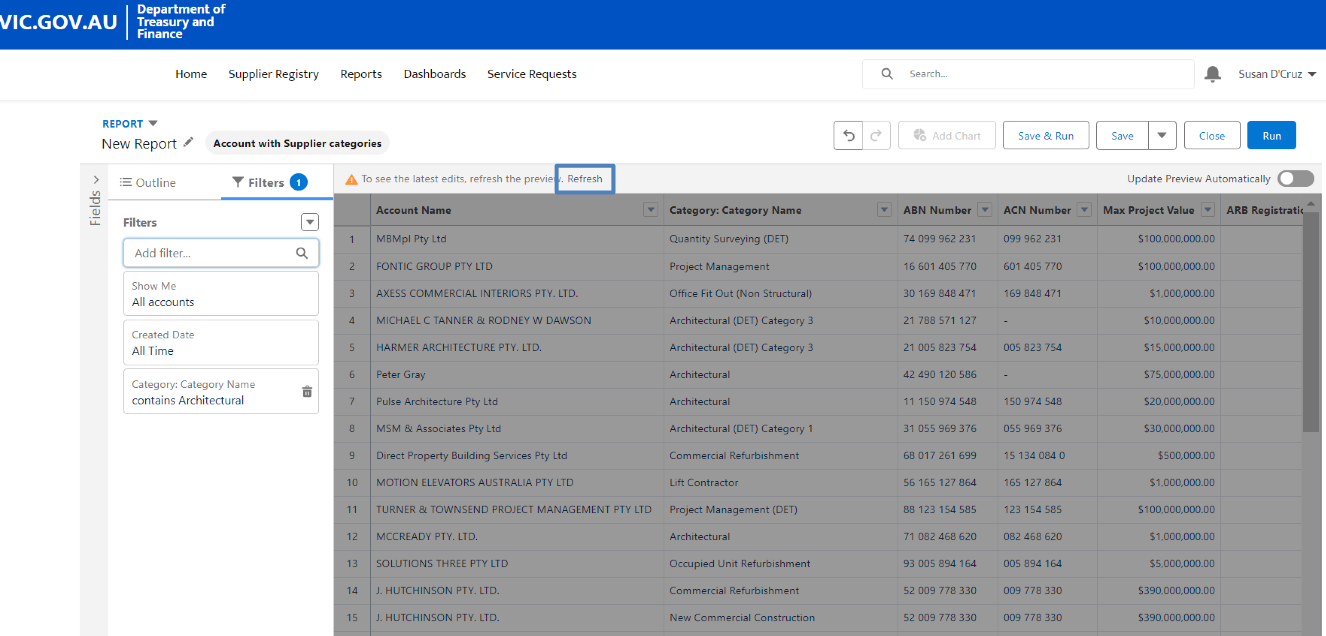 VIC.GOV.AU
Department of
Treasury and
Finance
Home Supplier Registry Reports Dashboards Service Requests Search... Susan D'Cruz
REPORT
New Report Account with Supplier categories
Add Chart Save & Run Save Close Run
Fields
Outline Filters 1
To see the latest edits, refresh the preview. Refresh Update Preview Automatically
Filters
Add filter...
Show Me
All accounts
Created Date
All Time
Category: Category Name
contains Architectural
Account Name Category: Category Name ABN Number ACN Number Max Project Value ARB Registratio
1 MBMpl Pty Ltd Quantity Surveying (DET) 74 099 962 231 099 962 231 $100,000,000.00
2 FONTIC GROUP PTY LTD Project Management 16 601 405 770 601 405 770 $100,000,000.00
3 AXESS COMMERCIAL INTERIORS PTY. LTD. Office Fit Out (Non Structural) 30 169 848 471 169 848 471 $1,000,000.00
4 MICHAEL C TANNER & RODNEY W DAWSON Architectural (DET) Category 3 21 788 571 127 - $10,000,000.00
5 HARMER ARCHITECTURE PTY. LTD. Architectural (DET) Category 3 21 005 823 754 005 823 754 $15,000,000.00
6 Peter Gray Architectural 42 490 120 586 - $75,000,000.00
7 Pulse Architecture Pty Ltd Architectural 11 150 974 548 150 974 548 $20,000,000.00
8 MSM & Associates Pty Ltd Architectural (DET) Category 1 31 055 969 376 055 969 376 $30,000,000.00
9 Direct Property Building Services Pty Ltd Commercial Refurbishment 68 017 261 699 15 134 084 0 $500,000.00
10 MOTION ELEVATORS AUSTRALIA PTY LTD Lift Contractor 56 165 127 864 165 127 864 $1,000,000.00
11 TURNER & TOWNSEND PROJECT MANAGEMENT PTY LTD Project Management (DET) 88 123 154 585 123 154 585 $100,000,000.00
12 MCCREADY PTY. LTD. Architectural 71 082 468 620 082 468 620 $1,000,000.00
13 SOLUTIONS THREE PTY LTD Occupied Unit Refurbishment 93 005 894 164 005 894 164 $5,000,000.00
14 J. HUTCHINSON PTY. LTD. Commercial Refurbishment 52 009 778 330 009 778 330 $390,000,000.00
15 J. HUTCHINSON PTY. LTD. New Commercial Construction 52 009 778 330 009 778 330 $390,000,000.00